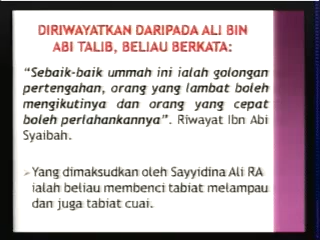 DIRIWAYATKAN DARIPADA ALI BIN
ABI TALIB, BELIAU BERKATA:
"Sebaik-baik ummah ini ialah golongan
pertengahan, orang yang lambat boleh
mengikutinya dan orang yang cepat
boleh perlahankannya". Riwayat Ibn Abi
Syaibah.
Yang dimaksudkan oleh Sayyidina Ali RA
ialah beliau membenci tabiat melampau
dan juga tabiat cuai.